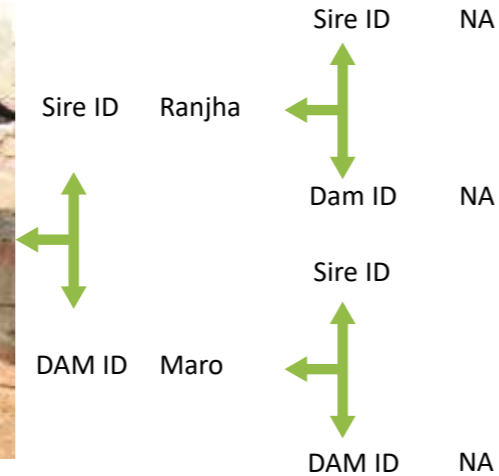 Sire ID NA
Sire ID Ranjha
Dam ID NA
Sire ID
DAM ID Maro
DAM ID NA